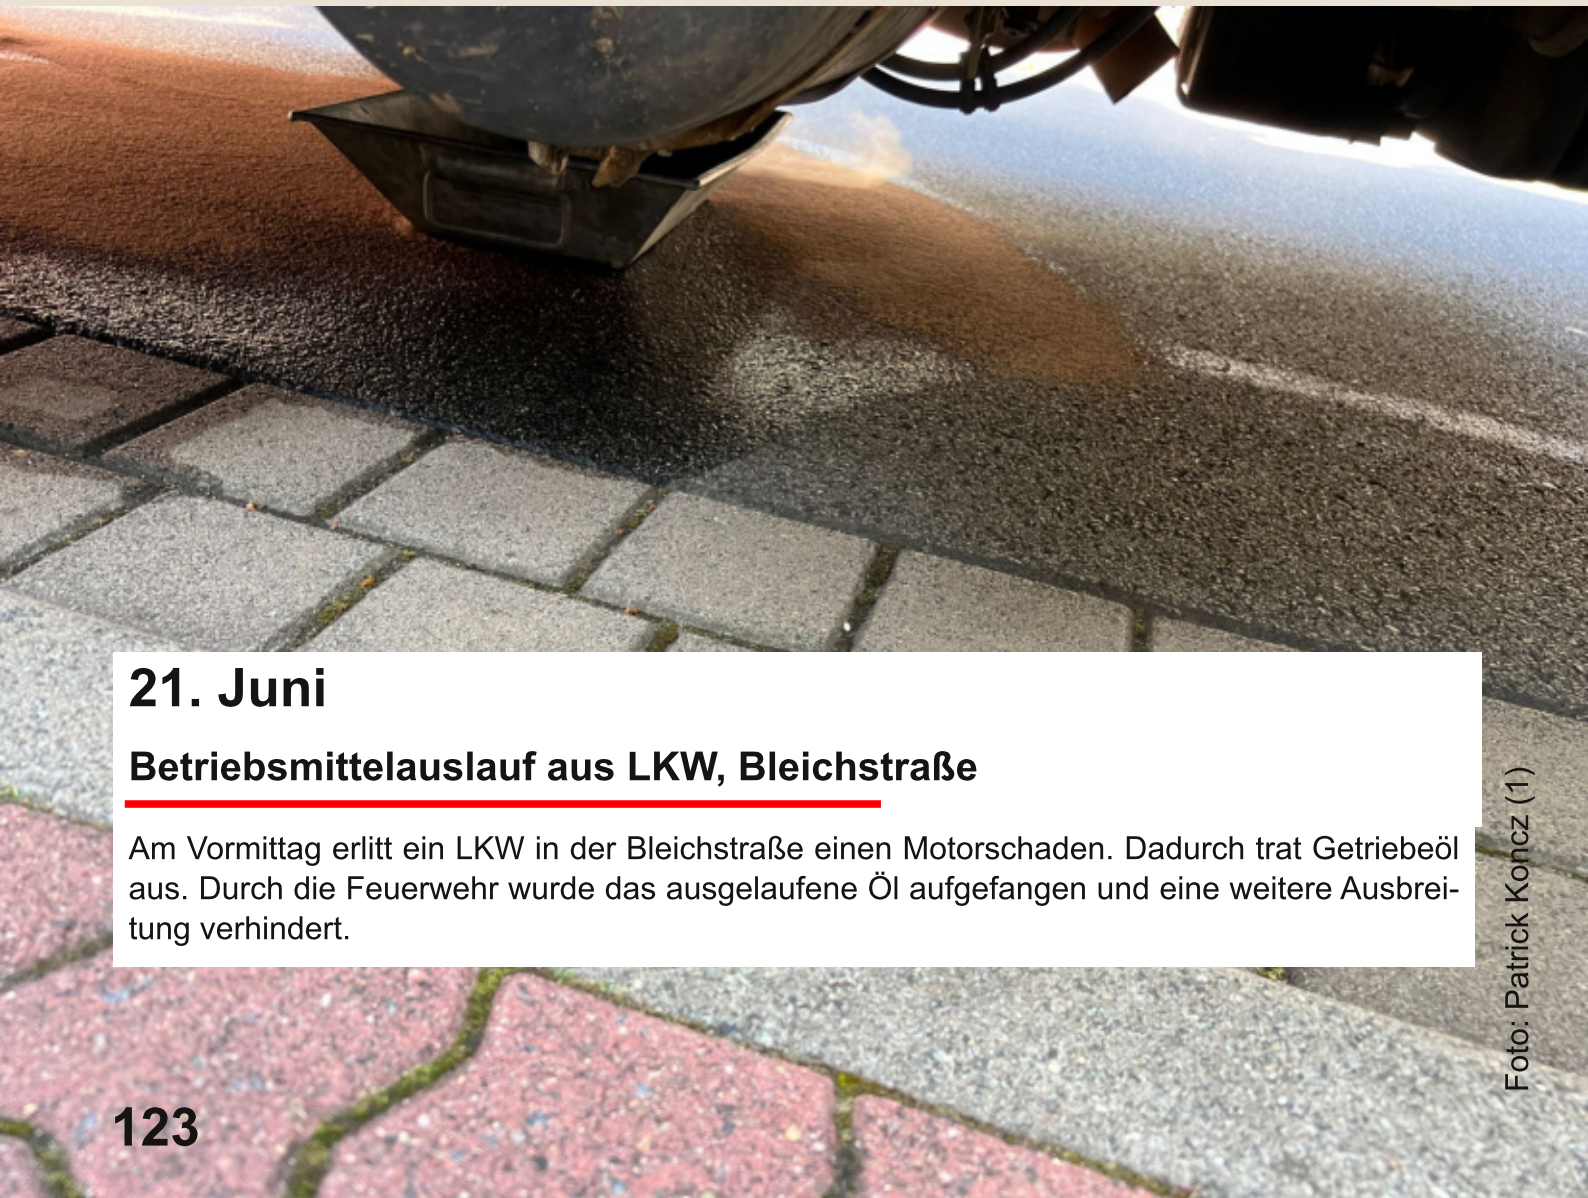 21. Juni
Betriebsmittelauslauf aus LKW, Bleichstraße
Am Vormittag erlitt ein LKW in der Bleichstraße einen Motorschaden. Dadurch trat Getriebeöl
aus. Durch die Feuerwehr wurde das ausgelaufene Öl aufgefangen und eine weitere Ausbrei-
tung verhindert.
Foto: Patrick Koncz (1)
123